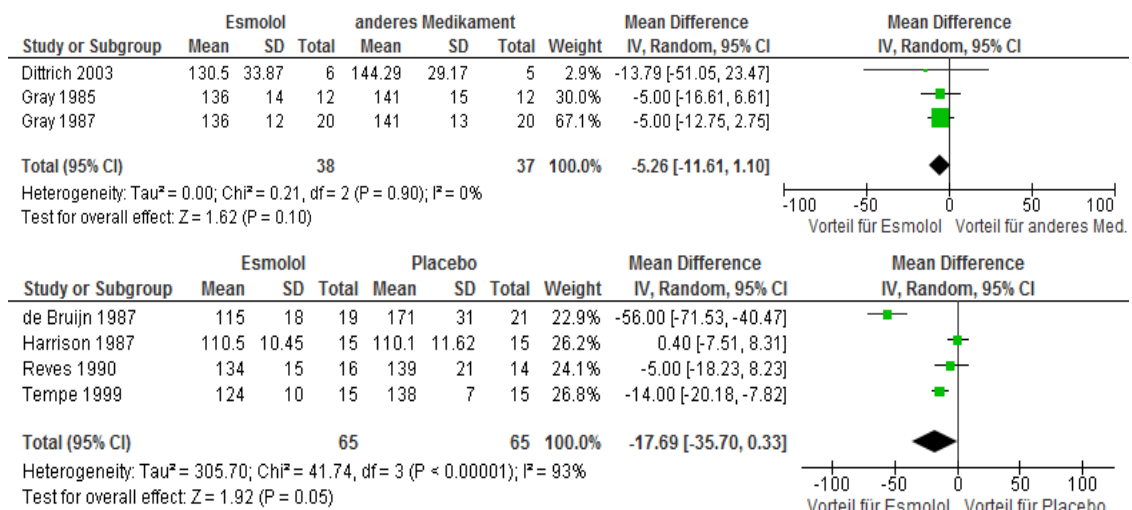 Esmolol anderes Medikament Mean Difference Mean Difference
Study or Subgroup Mean SD Total Mean SD Total Weight IV, Random, 95% CI IV, Random, 95% CI
Dittrich 2003 130.5 33.87 6 144.29 29.17 5 2.9% -13.79 [-51.05, 23.47]
Gray 1985 136 14 12 141 15 12 30.0% -5.00 [-16.61, 6.61]
Gray 1987 136 12 20 141 13 20 67.1% -5.00 [-12.75, 2.75]
Total (95% CI) 38 37 100.0% -5.26 [-11.61, 1.10]
Heterogeneity: Tau² = 0.00; Chi² = 0.21, df = 2 (P = 0.90); I² = 0%
Test for overall effect: Z = 1.62 (P = 0.10)
-100 -50 0 50 100
Vorteil für Esmolol Vorteil für anderes Med.
Esmolol Placebo Mean Difference Mean Difference
Study or Subgroup Mean SD Total Mean SD Total Weight IV, Random, 95% CI IV, Random, 95% CI
de Bruijn 1987 115 18 19 171 31 21 22.9% -56.00 [-71.53, -40.47]
Harrison 1987 110.5 10.45 15 110.1 11.62 15 26.2% 0.40 [-7.51, 8.31]
Reves 1990 134 15 16 139 21 14 24.1% -5.00 [-18.23, 8.23]
Tempe 1999 124 10 15 138 7 15 26.8% -14.00 [-20.18, -7.82]
Total (95% CI) 65 65 100.0% -17.69 [-35.70, 0.33]
Heterogeneity: Tau² = 305.70; Chi² = 41.74, df = 3 (P < 0.00001); I² = 93%
Test for overall effect: Z = 1.92 (P = 0.05)
-100 -50 0 50 100
Vorteil für Esmolol Vorteil für Placebo